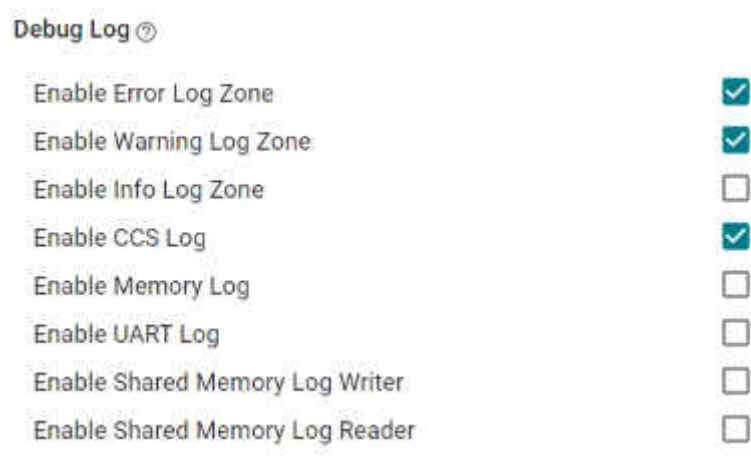 Debug Log
Enable Error Log Zone
Enable Warning Log Zone
Enable Info Log Zone
Enable CCS Log
Enable Memory Log
Enable UART Log
Enable Shared Memory Log Writer
Enable Shared Memory Log Reader